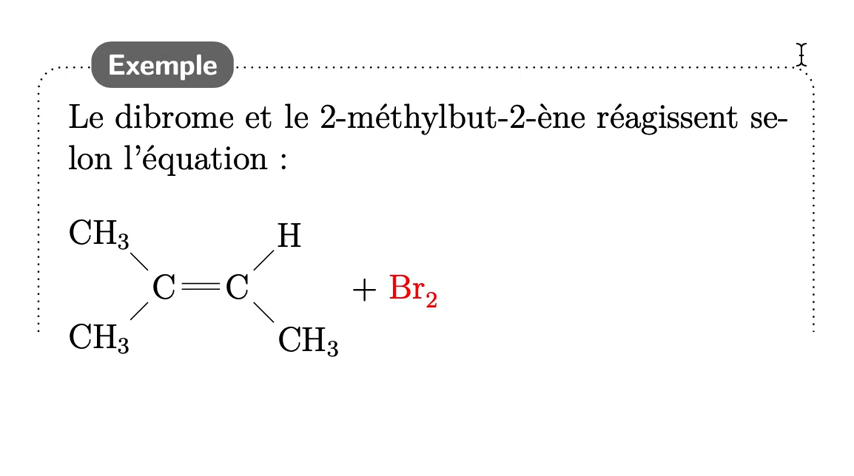 Exemple
Le dibrome et le 2-méthylbut-2-ène réagissent se-
lon l'équation :
CH₃ H
C=C + Br₂
CH₃ CH₃